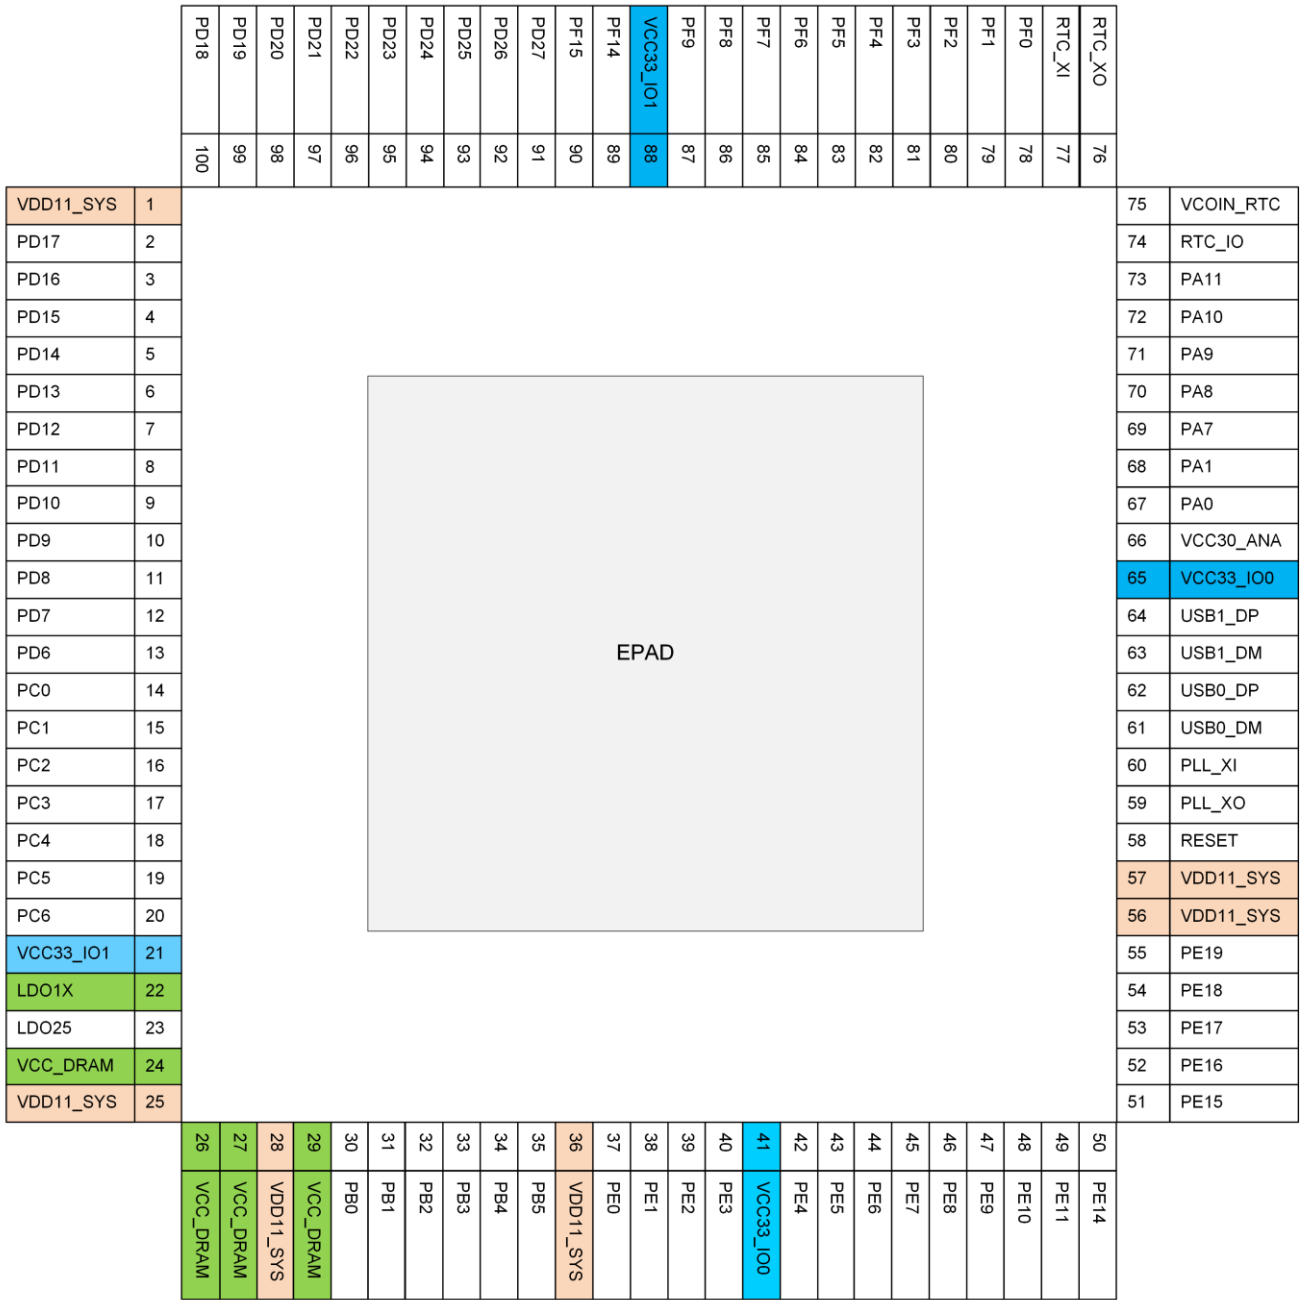 PD18 PD19 PD20 PD21 PD22 PD23 PD24 PD25 PD26 PD27 PF15 PF14 VCC33_IO1 PF9 PF8 PF7 PF6 PF5 PF4 PF3 PF2 PF1 PF0 RTC_XI RTC_XO
100 99 98 97 96 95 94 93 92 91 90 89 88 87 86 85 84 83 82 81 80 79 78 77 76
VDD11_SYS 1 75 VCOIN_RTC
PD17 2 74 RTC_IO
PD16 3 73 PA11
PD15 4 72 PA10
PD14 5 71 PA9
PD13 6 70 PA8
PD12 7 69 PA7
PD11 8 68 PA1
PD10 9 67 PA0
PD9 10 66 VCC30_ANA
PD8 11 65 VCC33_IO0
PD7 12 64 USB1_DP
PD6 13 EPAD 63 USB1_DM
PC0 14 62 USB0_DP
PC1 15 61 USB0_DM
PC2 16 60 PLL_XI
PC3 17 59 PLL_XO
PC4 18 58 RESET
PC5 19 57 VDD11_SYS
PC6 20 56 VDD11_SYS
VCC33_IO1 21 55 PE19
LDO1X 22 54 PE18
LDO25 23 53 PE17
VCC_DRAM 24 52 PE16
VDD11_SYS 25 51 PE15
26 27 28 29 30 31 32 33 34 35 36 37 38 39 40 41 42 43 44 45 46 47 48 49 50
VCC_DRAM VCC_DRAM VDD11_SYS VCC_DRAM PB0 PB1 PB2 PB3 PB4 PB5 VDD11_SYS PE0 PE1 PE2 PE3 VCC33_IO0 PE4 PE5 PE6 PE7 PE8 PE9 PE10 PE11 PE14